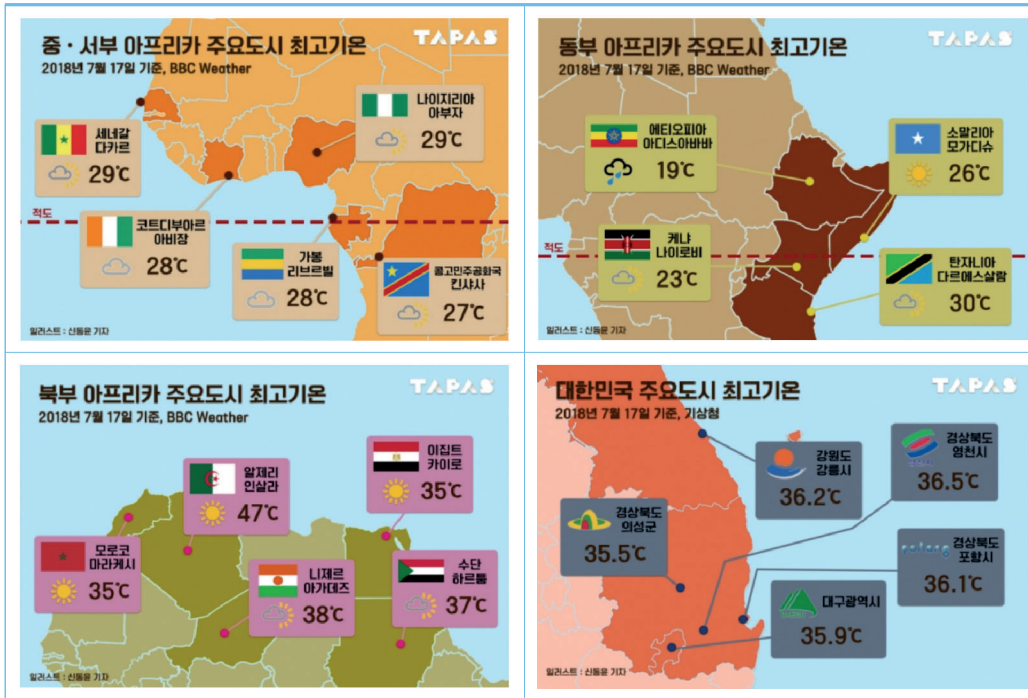 중 · 서부 아프리카 주요도시 최고기온
TAPAS
2018년 7월 17일 기준, BBC Weather
나이지리아
아부자
29℃
세네갈
다카르
29℃
적도
코트디부아르
아비장
28℃
가봉
리브르빌
28℃
콩고민주공화국
킨샤사
27℃
일러스트 : 신동윤 기자
동부 아프리카 주요도시 최고기온
TAPAS
2018년 7월 17일 기준, BBC Weather
에티오피아
아디스아바바
19℃
소말리아
모가디슈
26℃
적도
케냐
나이로비
23℃
탄자니아
다르에스살람
30℃
일러스트 : 신동윤 기자
북부 아프리카 주요도시 최고기온
TAPAS
2018년 7월 17일 기준, BBC Weather
이집트
카이로
35℃
알제리
인살라
47℃
모로코
마라케시
35℃
니제르
아가데즈
38℃
수단
하르툼
37℃
일러스트 : 신동윤 기자
대한민국 주요도시 최고기온
TAPAS
2018년 7월 17일 기준, 기상청
강원도
강릉시
36.2℃
경상북도
영천시
36.5℃
경상북도
의성군
35.5℃
경상북도
포항시
36.1℃
대구광역시
35.9℃
일러스트 : 신동윤 기자